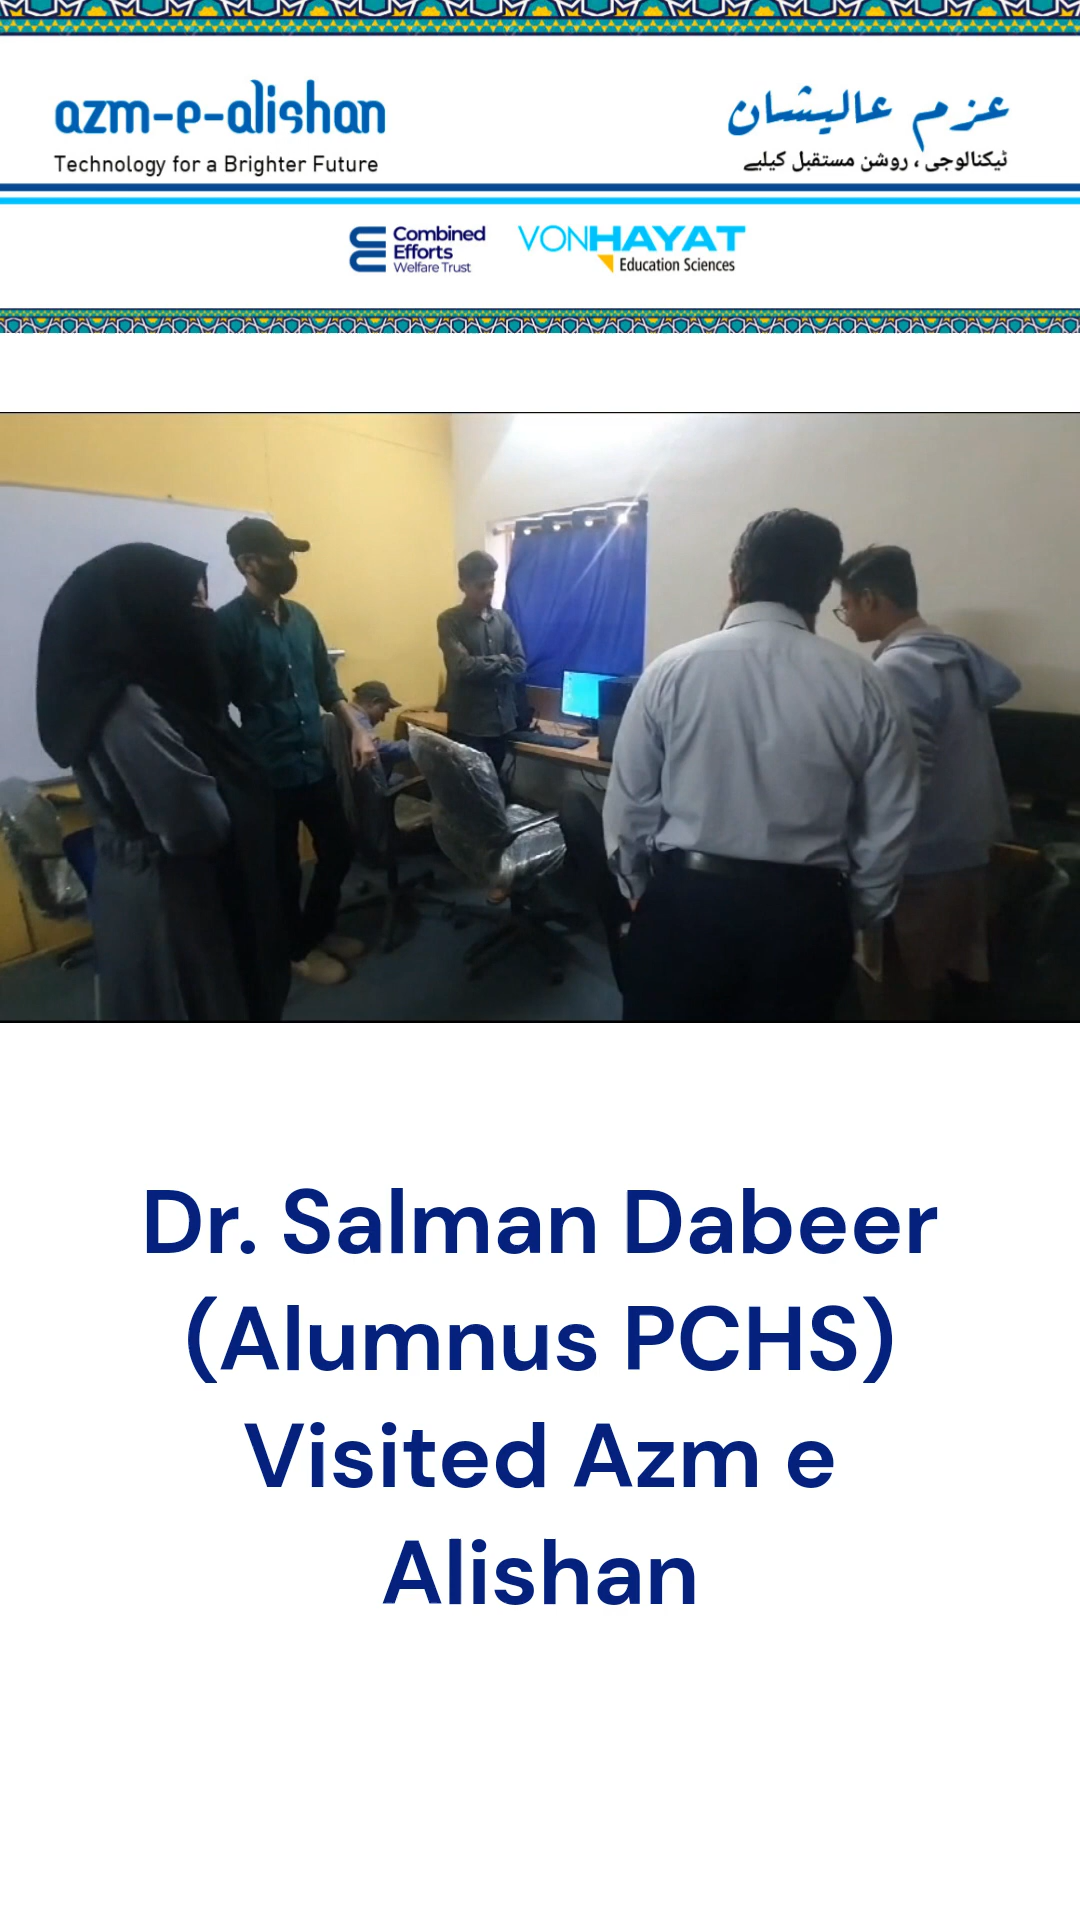 azm-e-alishan
Technology for a Brighter Future
عزم عالیشان
ٹیکنالوجی ، روشن مستقبل کیلیے
Combined
Efforts
Welfare Trust
VONHAYAT
Education Sciences
Dr. Salman Dabeer
(Alumnus PCHS)
Visited Azm e
Alishan